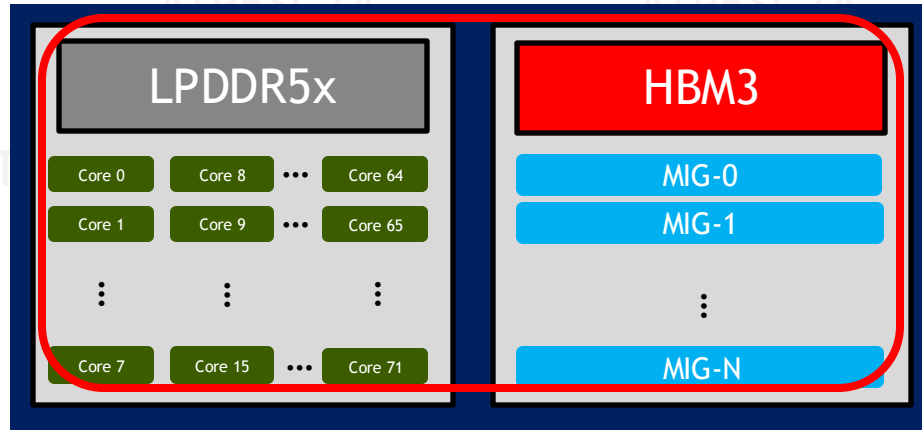 LPDDR5x
Core 0 Core 8 ... Core 64
Core 1 Core 9 ... Core 65
Core 7 Core 15 ... Core 71
HBM3
MIG-0
MIG-1
MIG-N